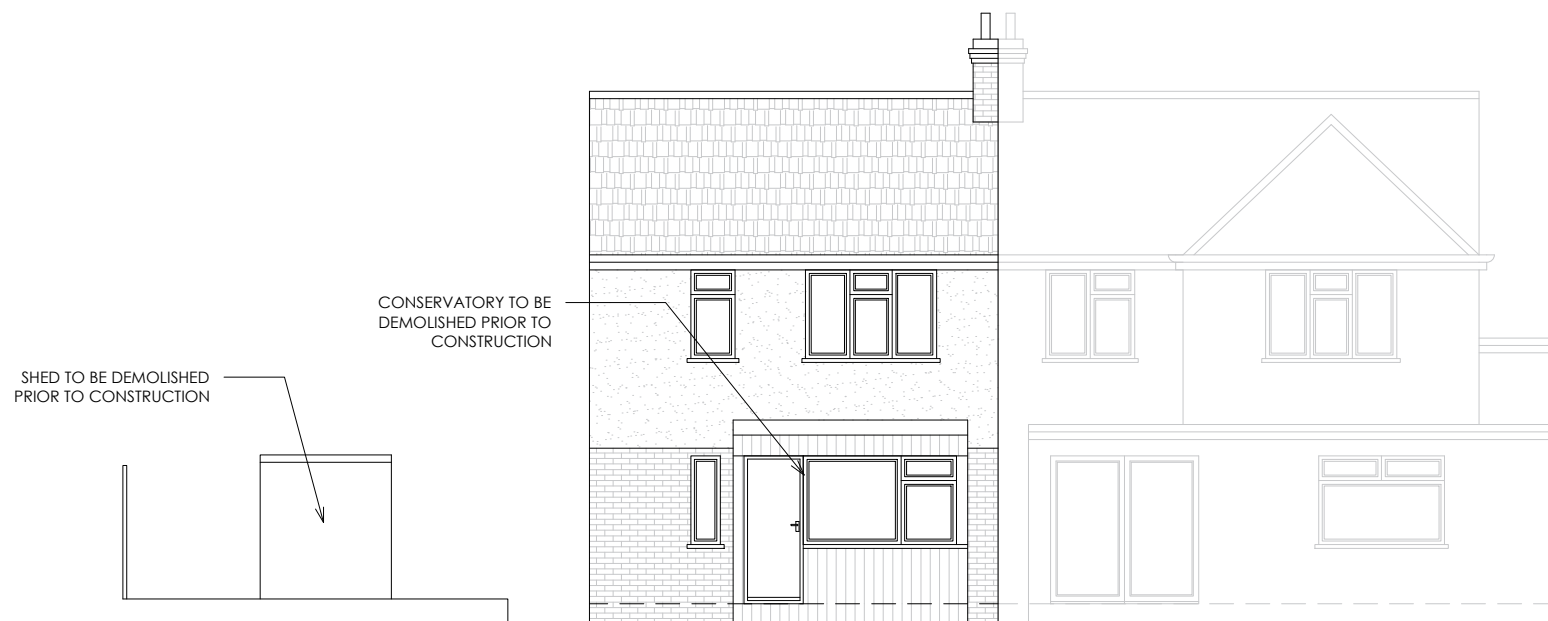 CONSERVATORY TO BE
DEMOLISHED PRIOR TO
CONSTRUCTION
SHED TO BE DEMOLISHED
PRIOR TO CONSTRUCTION